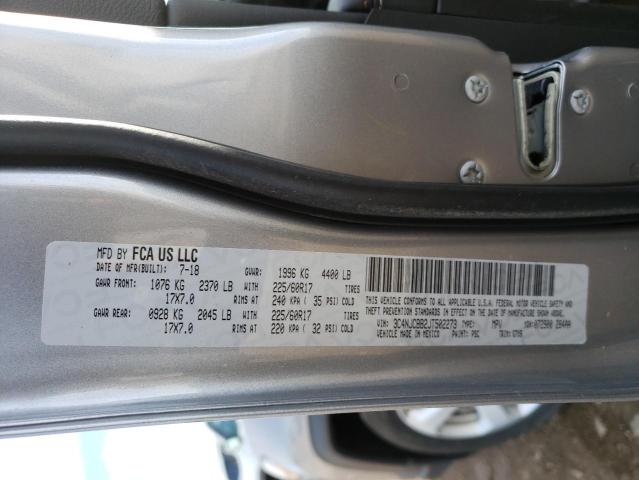 MFD BY FCA US LLC
DATE OF MFR(BUILT): 7-18 GVWR: 1996 KG 4400 LB
GAWR FRONT: 1076 KG 2370 LB WITH 225/60R17
17X7.0 RIMS AT 240 KPA ( 35 PSI) COLD
GAWR REAR: 0928 KG 2045 LB WITH 225/60R17
17X7.0 RIMS AT 220 KPA ( 32 PSI) COLD
THIS VEHICLE CONFORMS TO ALL APPLICABLE U.S.A. FEDERAL MOTOR VEHICLE SAFETY AND
THEFT PREVENTION STANDARDS IN EFFECT ON THE DATE OF MANUFACTURE SHOWN ABOVE.
VIN: 3C4NJCBB2JT502273 TYPE: MPV MDH: 072900 284AA
VEHICLE MADE IN MEXICO PAINT: PSC TRIM: